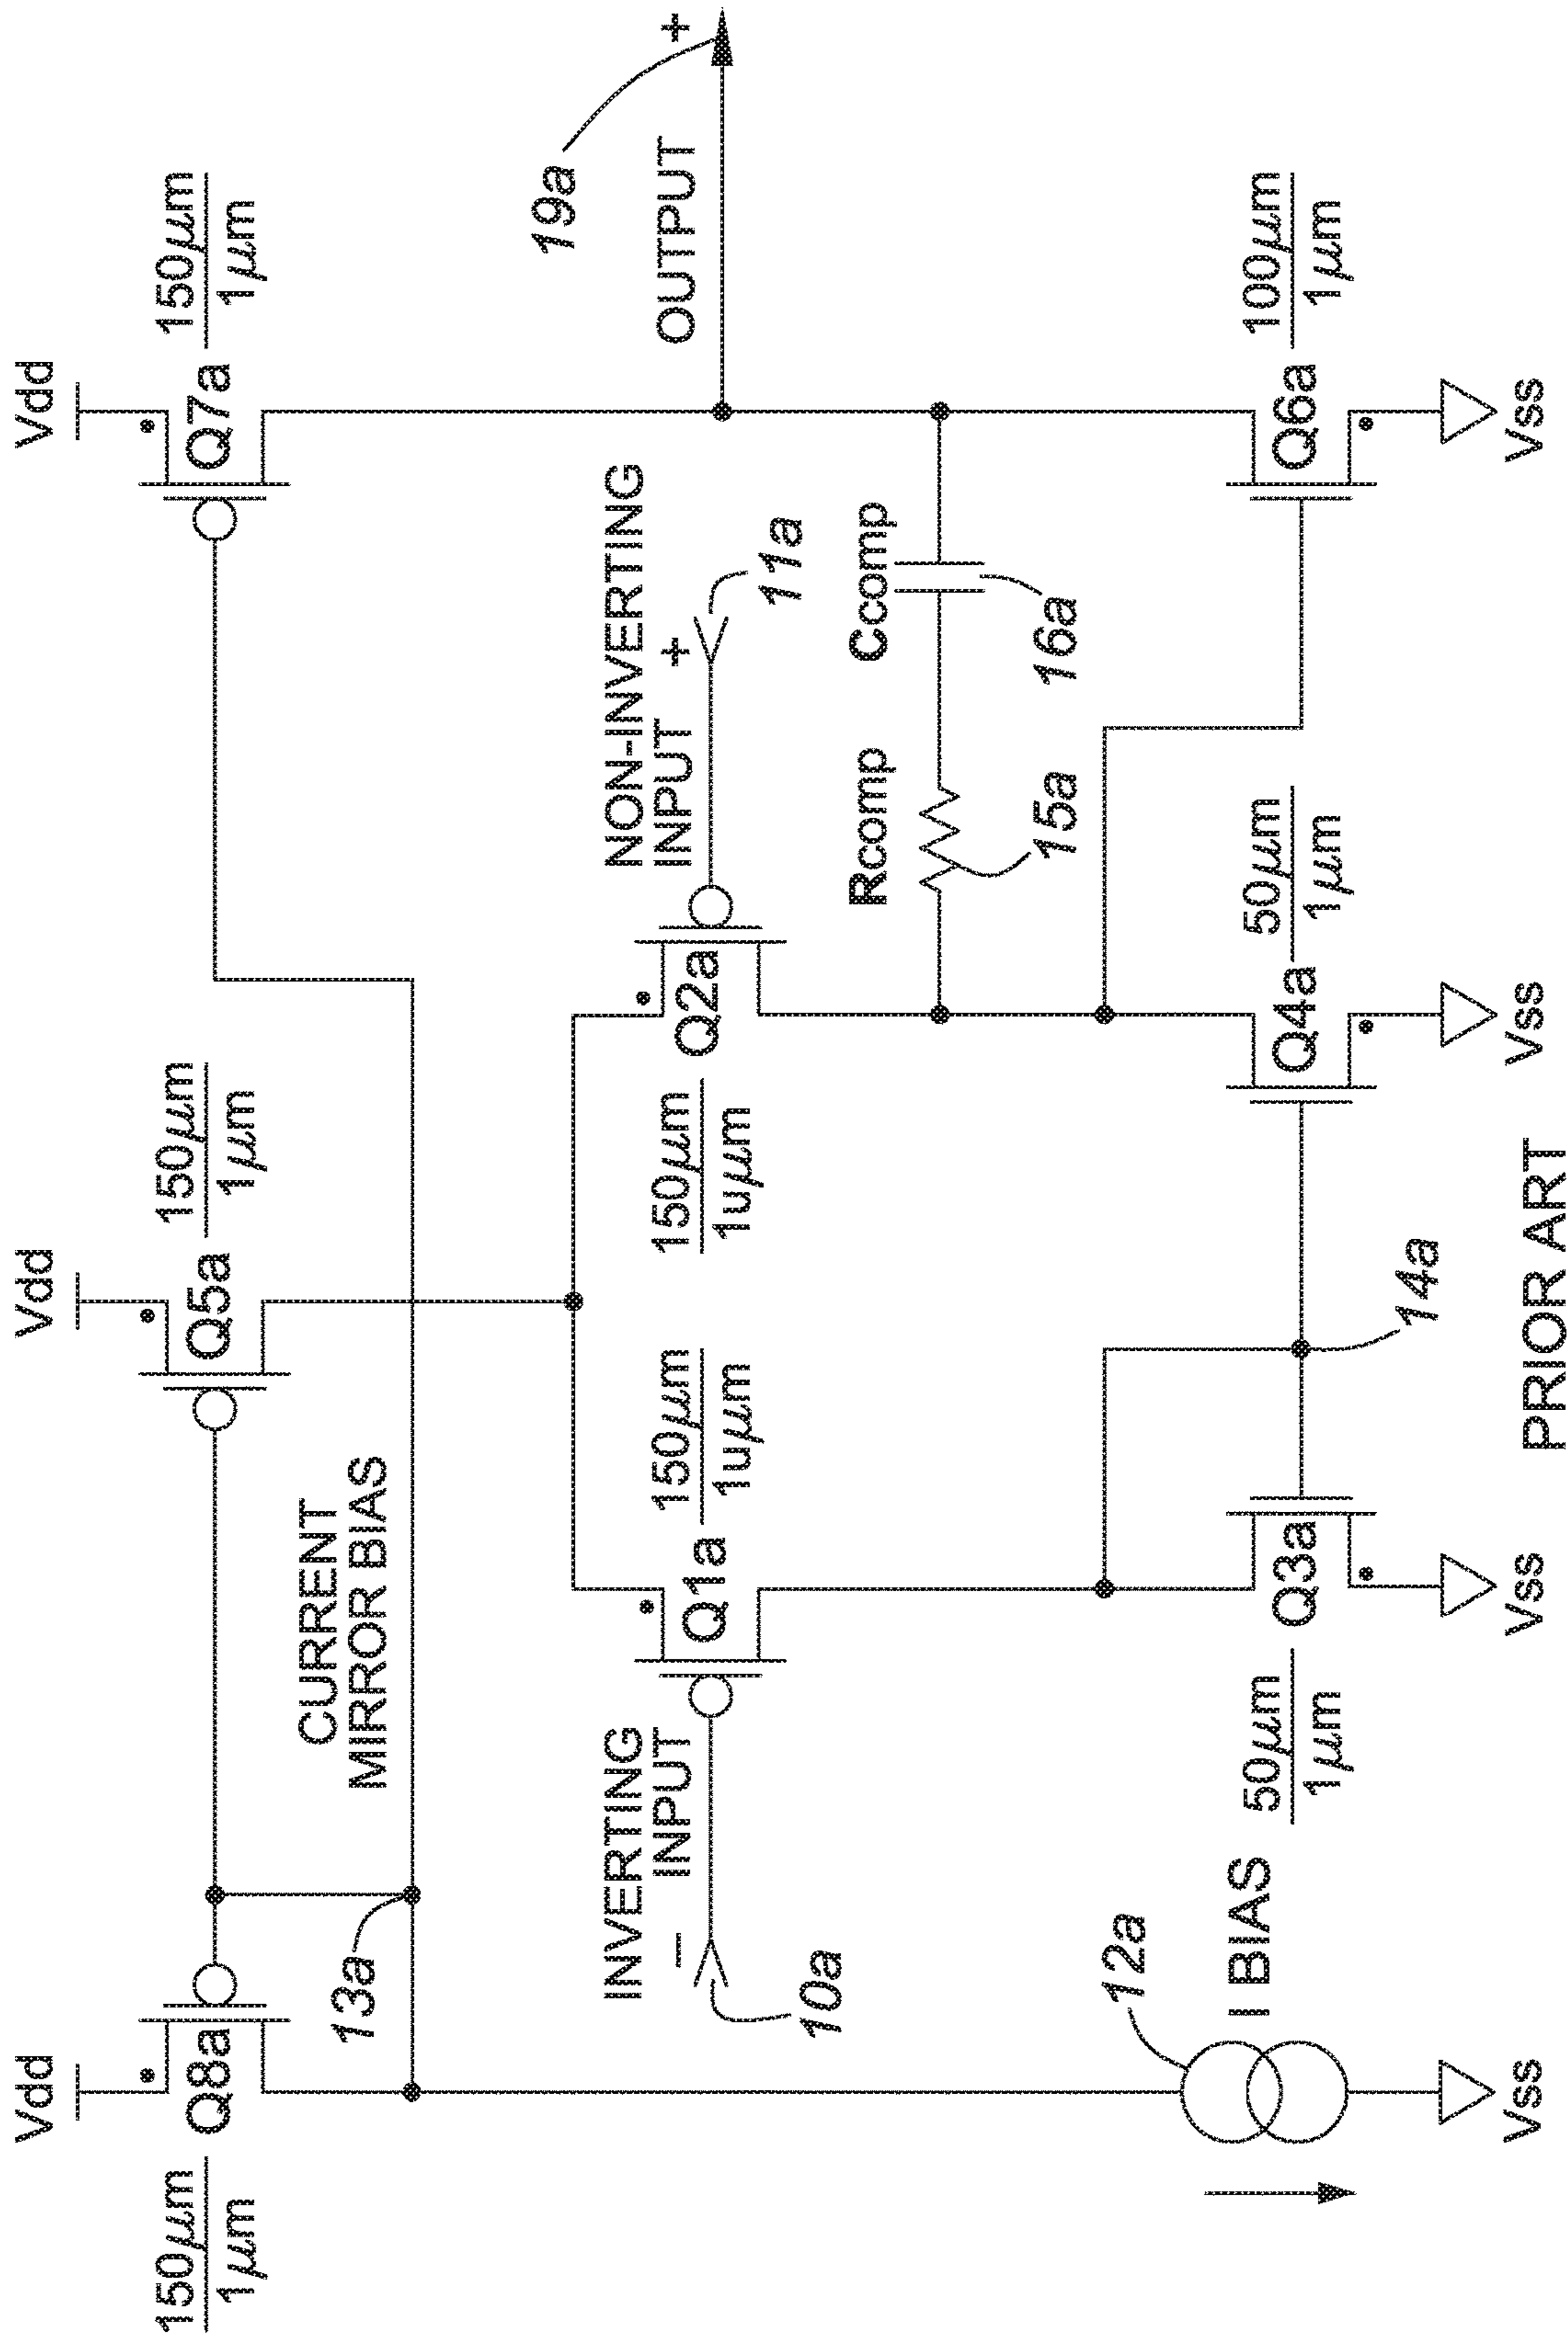 Vdd
Vdd
Vdd
150μm
1μm
Q8a
Q5a
150μm
1μm
Q7a
150μm
1μm
CURRENT
MIRROR BIAS
13a
19a
INVERTING
INPUT
−
10a
Q1a
150μm
1uμm
150μm
1uμm
Q2a
NON-INVERTING
INPUT
+
11a
OUTPUT
+
Rcomp
Ccomp
15a
16a
12a
I BIAS
50μm
1μm
Q3a
14a
Q4a
50μm
1μm
Q6a
100μm
1μm
Vss
Vss
Vss
Vss
PRIOR ART